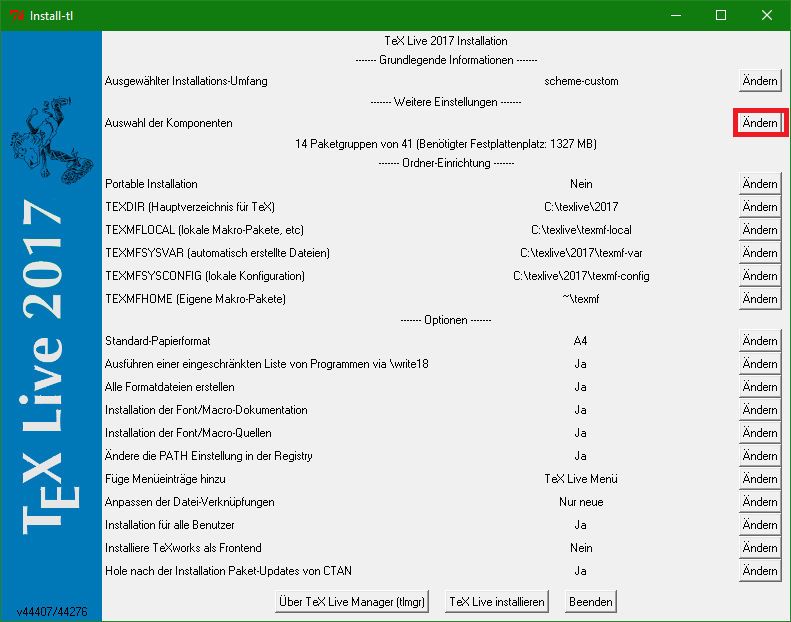 Install-tl
TeX Live 2017 Installation
------- Grundlegende Informationen -------
Ausgewählter Installations-Umfang scheme-custom Ändern
------- Weitere Einstellungen -------
Auswahl der Komponenten Ändern
14 Paketgruppen von 41 (Benötigter Festplattenplatz: 1327 MB)
------- Ordner-Einrichtung -------
Portable Installation Nein Ändern
TEXDIR (Hauptverzeichnis für TeX) C:\texlive\2017 Ändern
TEXMFLOCAL (lokale Makro-Pakete, etc) C:\texlive\texmf-local Ändern
TEXMFSYSVAR (automatisch erstellte Dateien) C:\texlive\2017\texmf-var Ändern
TEXMFSYSCONFIG (lokale Konfiguration) C:\texlive\2017\texmf-config Ändern
TEXMFHOME (Eigene Makro-Pakete) ~\texmf Ändern
------- Optionen -------
Standard-Papierformat A4 Ändern
Ausführen einer eingeschränkten Liste von Programmen via \write18 Ja Ändern
Alle Formatdateien erstellen Ja Ändern
Installation der Font/Macro-Dokumentation Ja Ändern
Installation der Font/Macro-Quellen Ja Ändern
Ändere die PATH Einstellung in der Registry Ja Ändern
Füge Menüeinträge hinzu TeX Live Menü Ändern
Anpassen der Datei-Verknüpfungen Nur neue Ändern
Installation für alle Benutzer Ja Ändern
Installiere TeXworks als Frontend Nein Ändern
Hole nach der Installation Paket-Updates von CTAN Ja Ändern
Über TeX Live Manager (tlmgr) TeX Live installieren Beenden
TEX Live 2017
v44407/44276